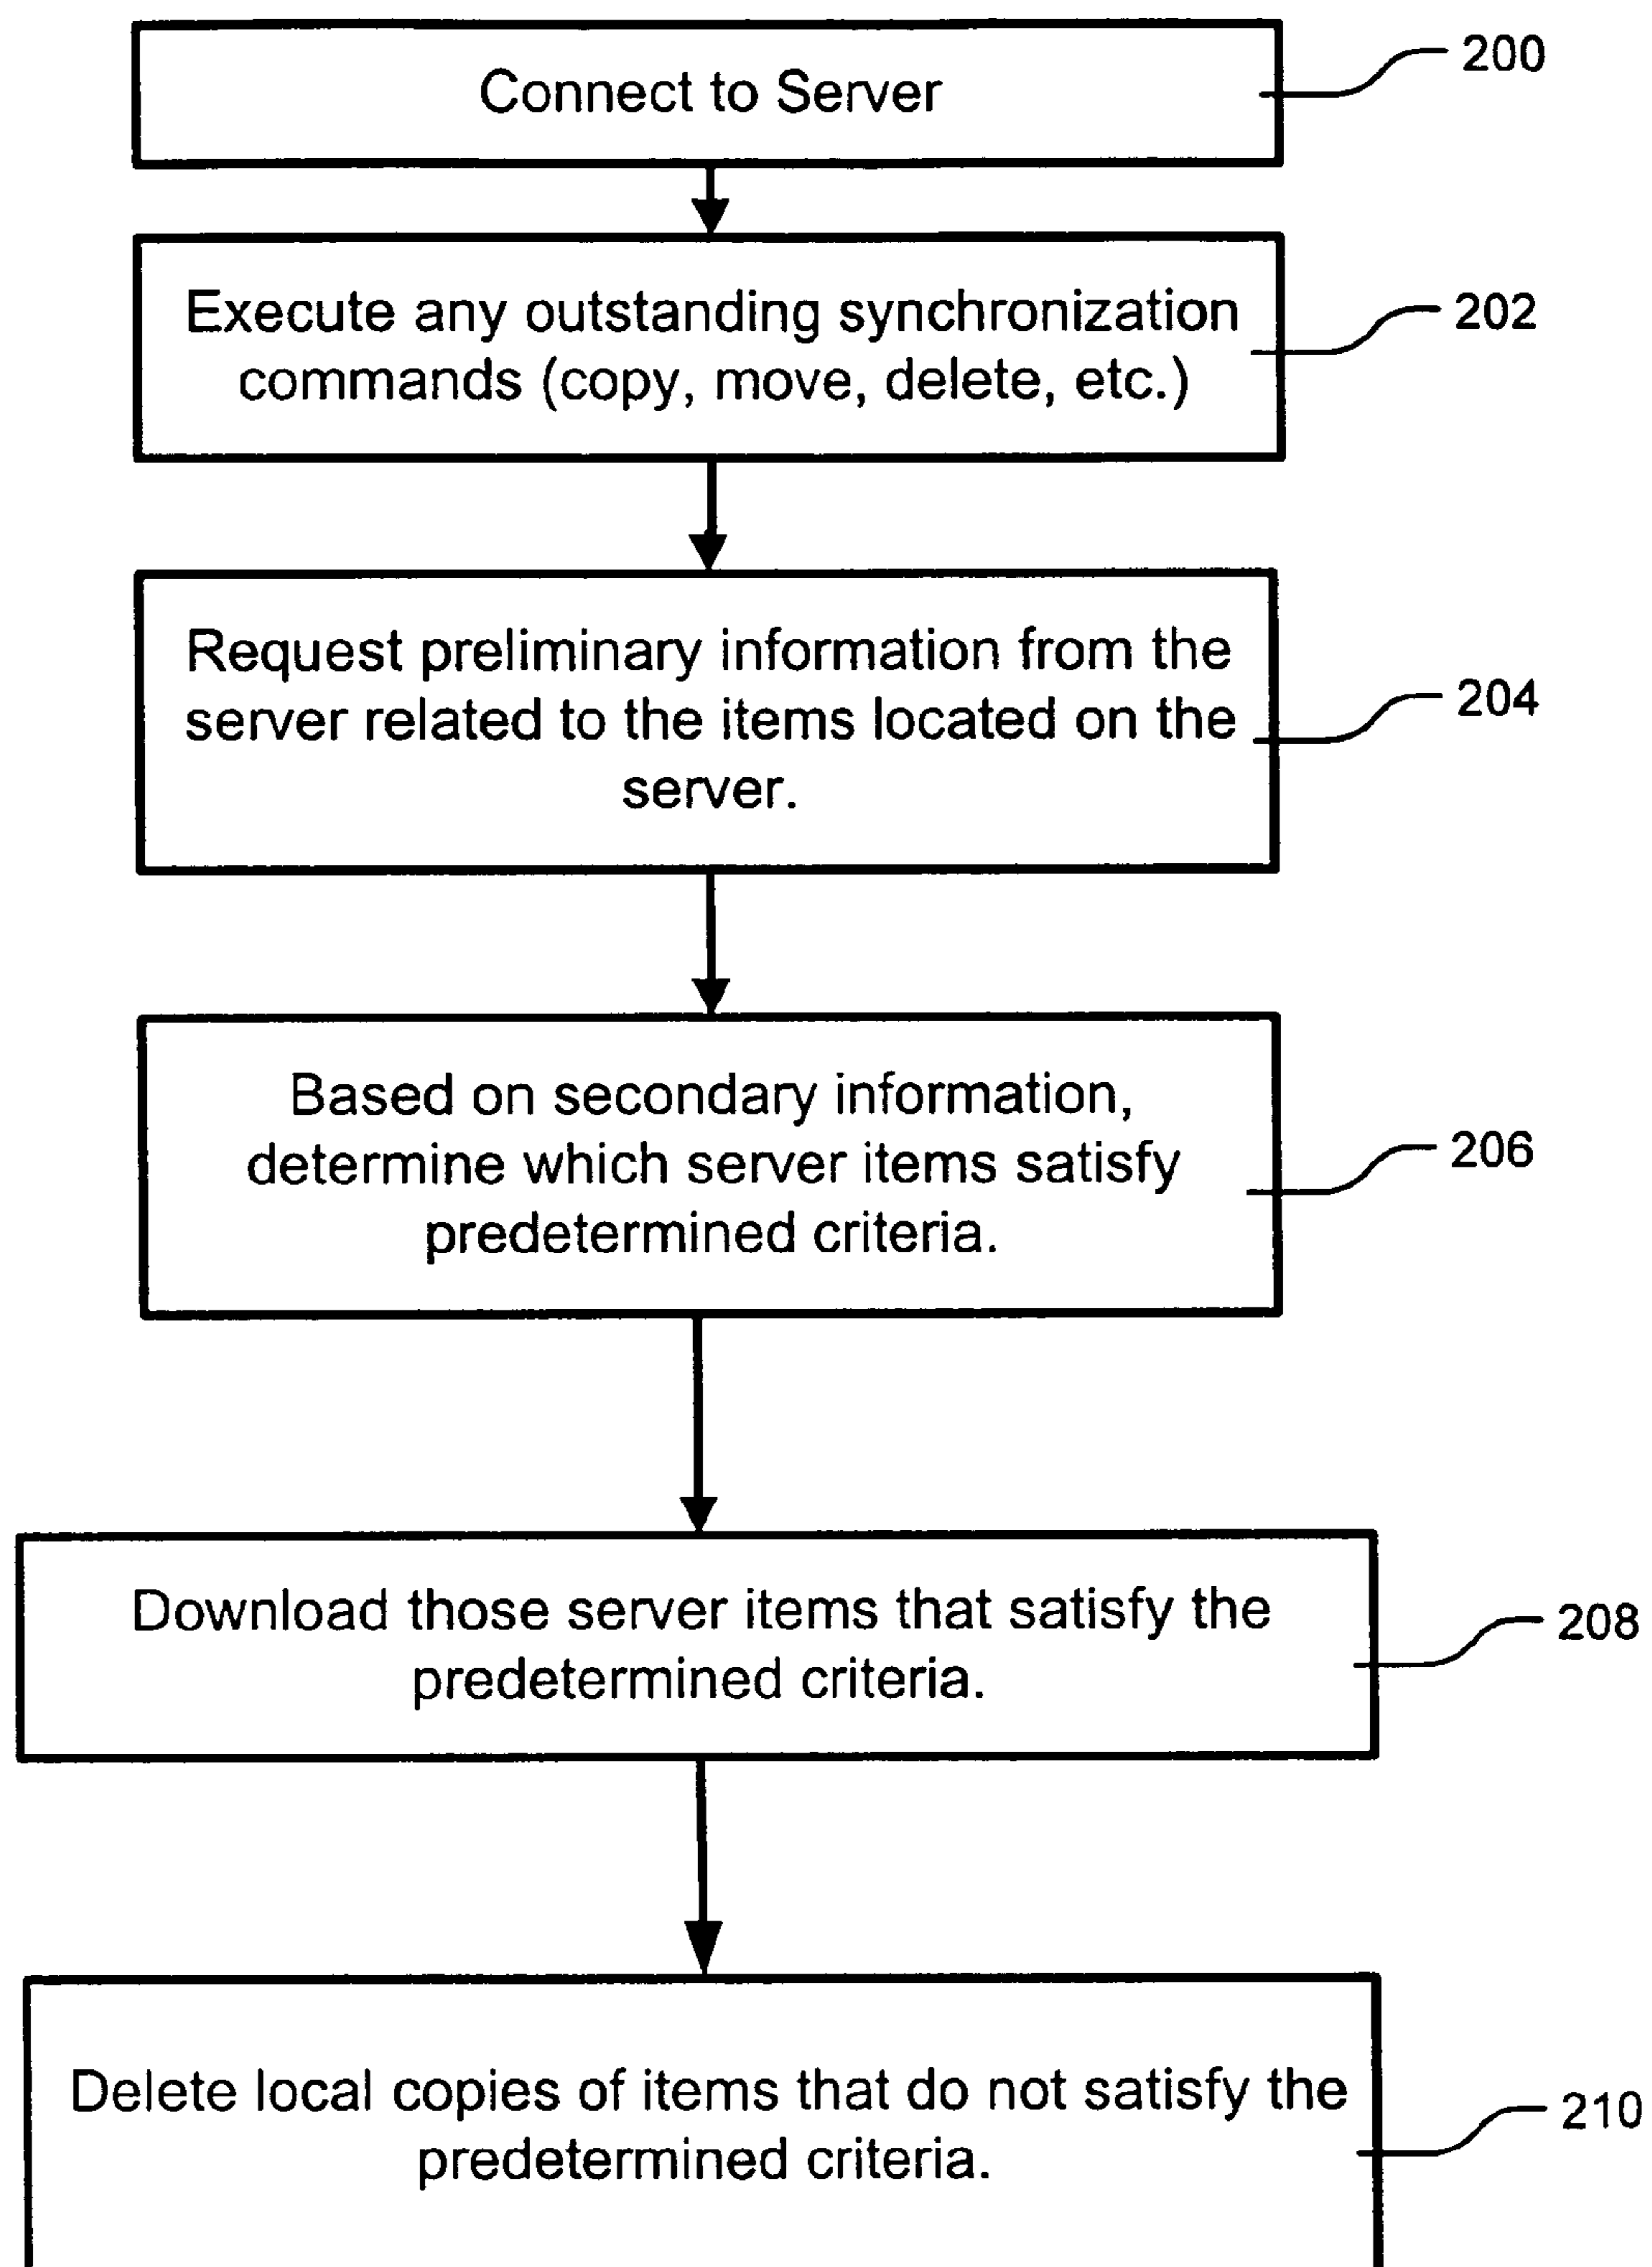 Connect to Server
200
Execute any outstanding synchronization
commands (copy, move, delete, etc.)
202
Request preliminary information from the
server related to the items located on the
server.
204
Based on secondary information,
determine which server items satisfy
predetermined criteria.
206
Download those server items that satisfy the
predetermined criteria.
208
Delete local copies of items that do not satisfy the
predetermined criteria.
210